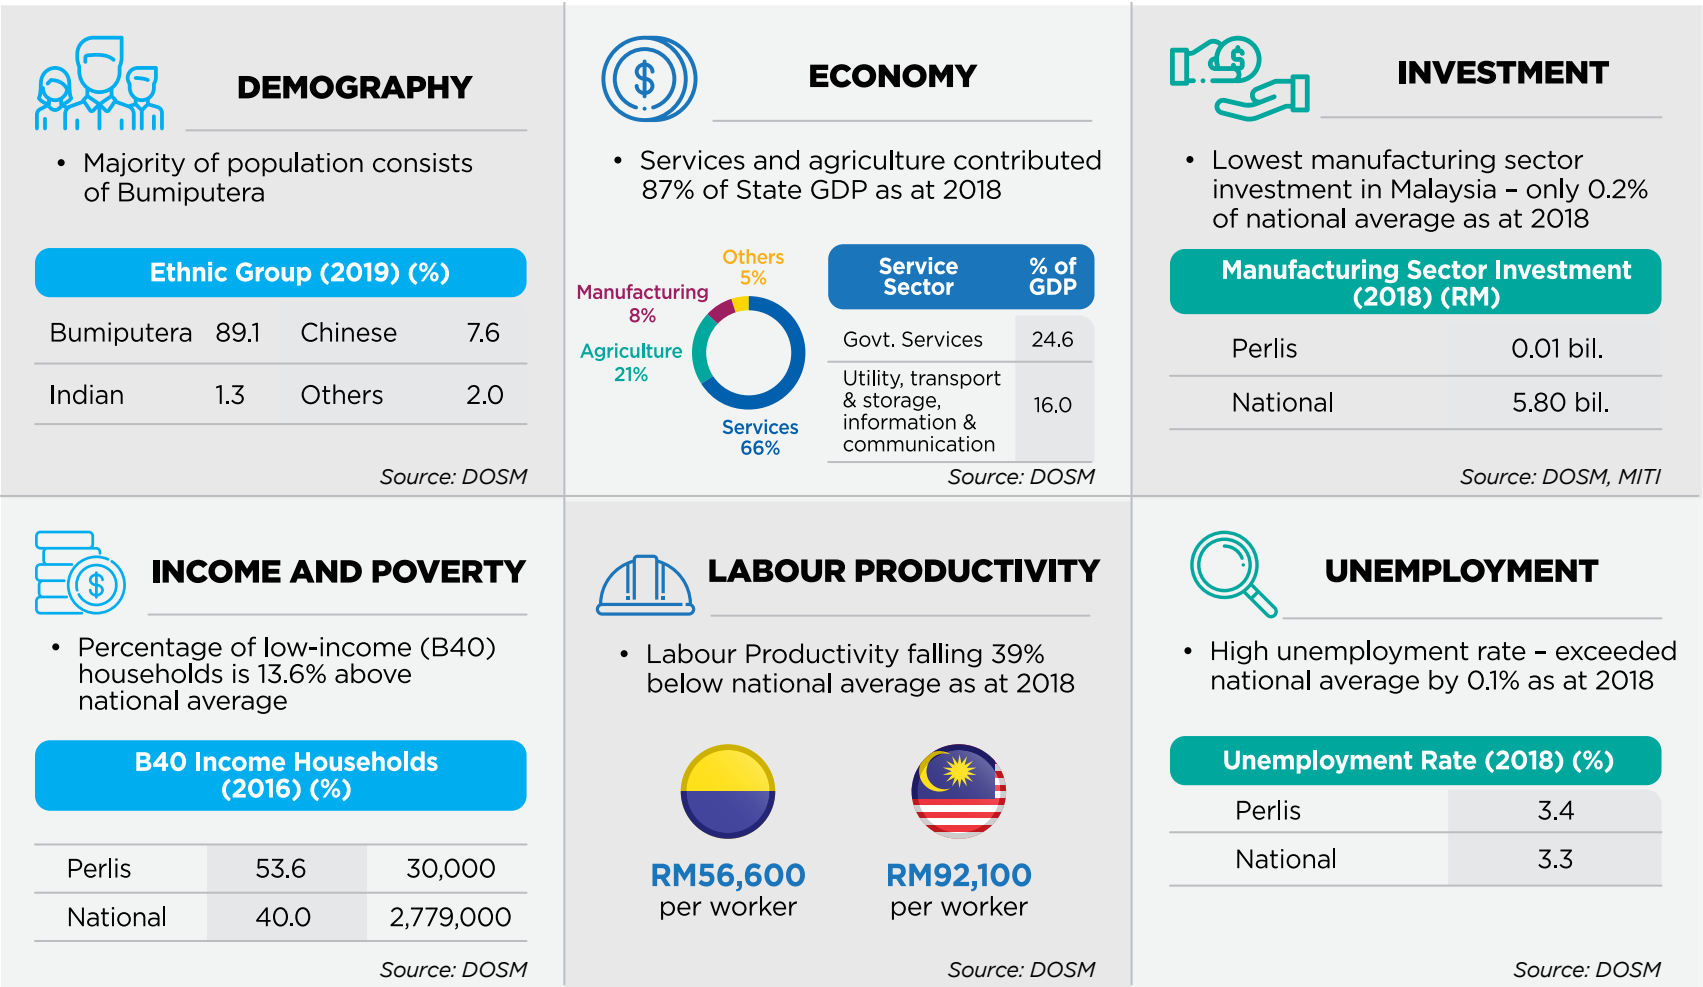 DEMOGRAPHY
• Majority of population consists
of Bumiputera
Ethnic Group (2019) (%)
Bumiputera 89.1 Chinese 7.6
Indian 1.3 Others 2.0
Source: DOSM
$
ECONOMY
• Services and agriculture contributed
87% of State GDP as at 2018
Others
5%
Manufacturing
8%
Agriculture
21%
Services
66%
Service
Sector
% of
GDP
Govt. Services 24.6
Utility, transport
& storage,
information &
communication
16.0
Source: DOSM
$
INVESTMENT
• Lowest manufacturing sector
investment in Malaysia – only 0.2%
of national average as at 2018
Manufacturing Sector Investment
(2018) (RM)
Perlis 0.01 bil.
National 5.80 bil.
Source: DOSM, MITI
$
INCOME AND POVERTY
• Percentage of low-income (B40)
households is 13.6% above
national average
B40 Income Households
(2016) (%)
Perlis 53.6 30,000
National 40.0 2,779,000
Source: DOSM
LABOUR PRODUCTIVITY
• Labour Productivity falling 39%
below national average as at 2018
RM56,600
per worker
RM92,100
per worker
Source: DOSM
UNEMPLOYMENT
• High unemployment rate – exceeded
national average by 0.1% as at 2018
Unemployment Rate (2018) (%)
Perlis 3.4
National 3.3
Source: DOSM